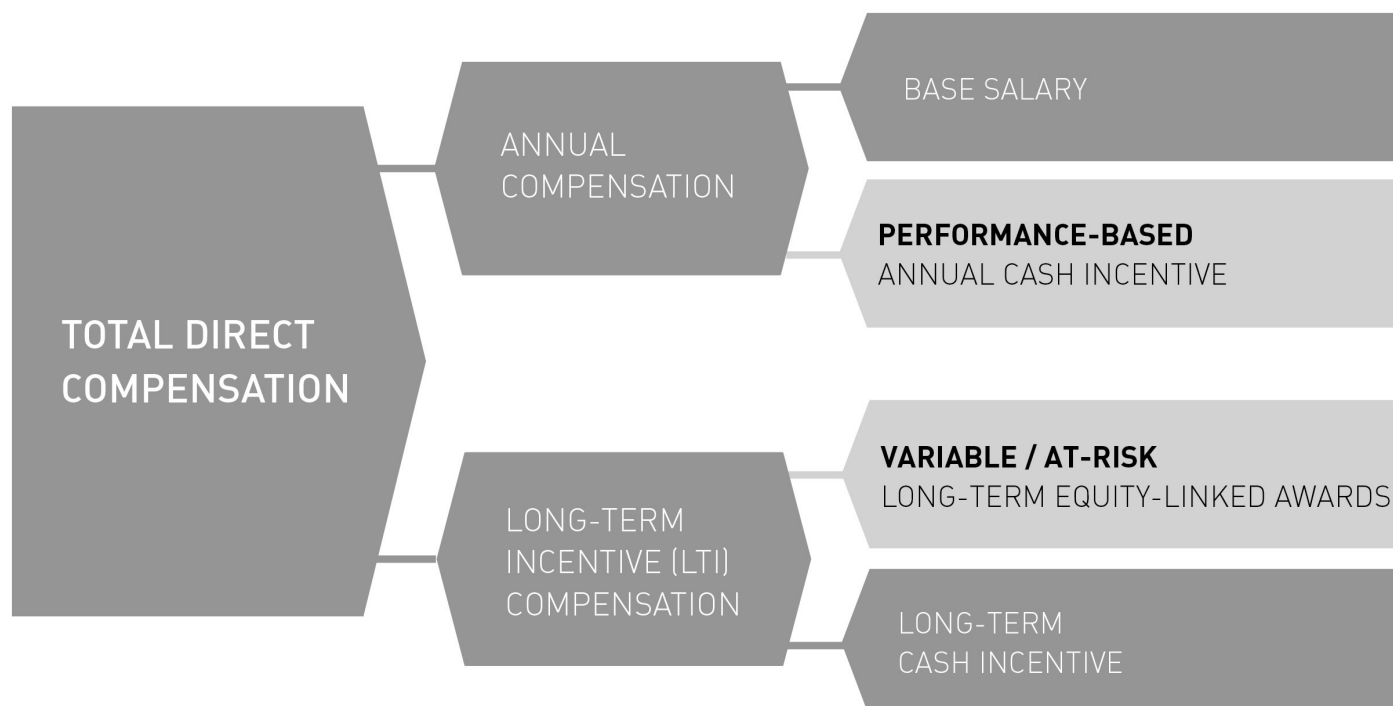 TOTAL DIRECT
COMPENSATION
ANNUAL
COMPENSATION
BASE SALARY
PERFORMANCE-BASED
ANNUAL CASH INCENTIVE
LONG-TERM
INCENTIVE (LTI)
COMPENSATION
VARIABLE / AT-RISK
LONG-TERM EQUITY-LINKED AWARDS
LONG-TERM
CASH INCENTIVE